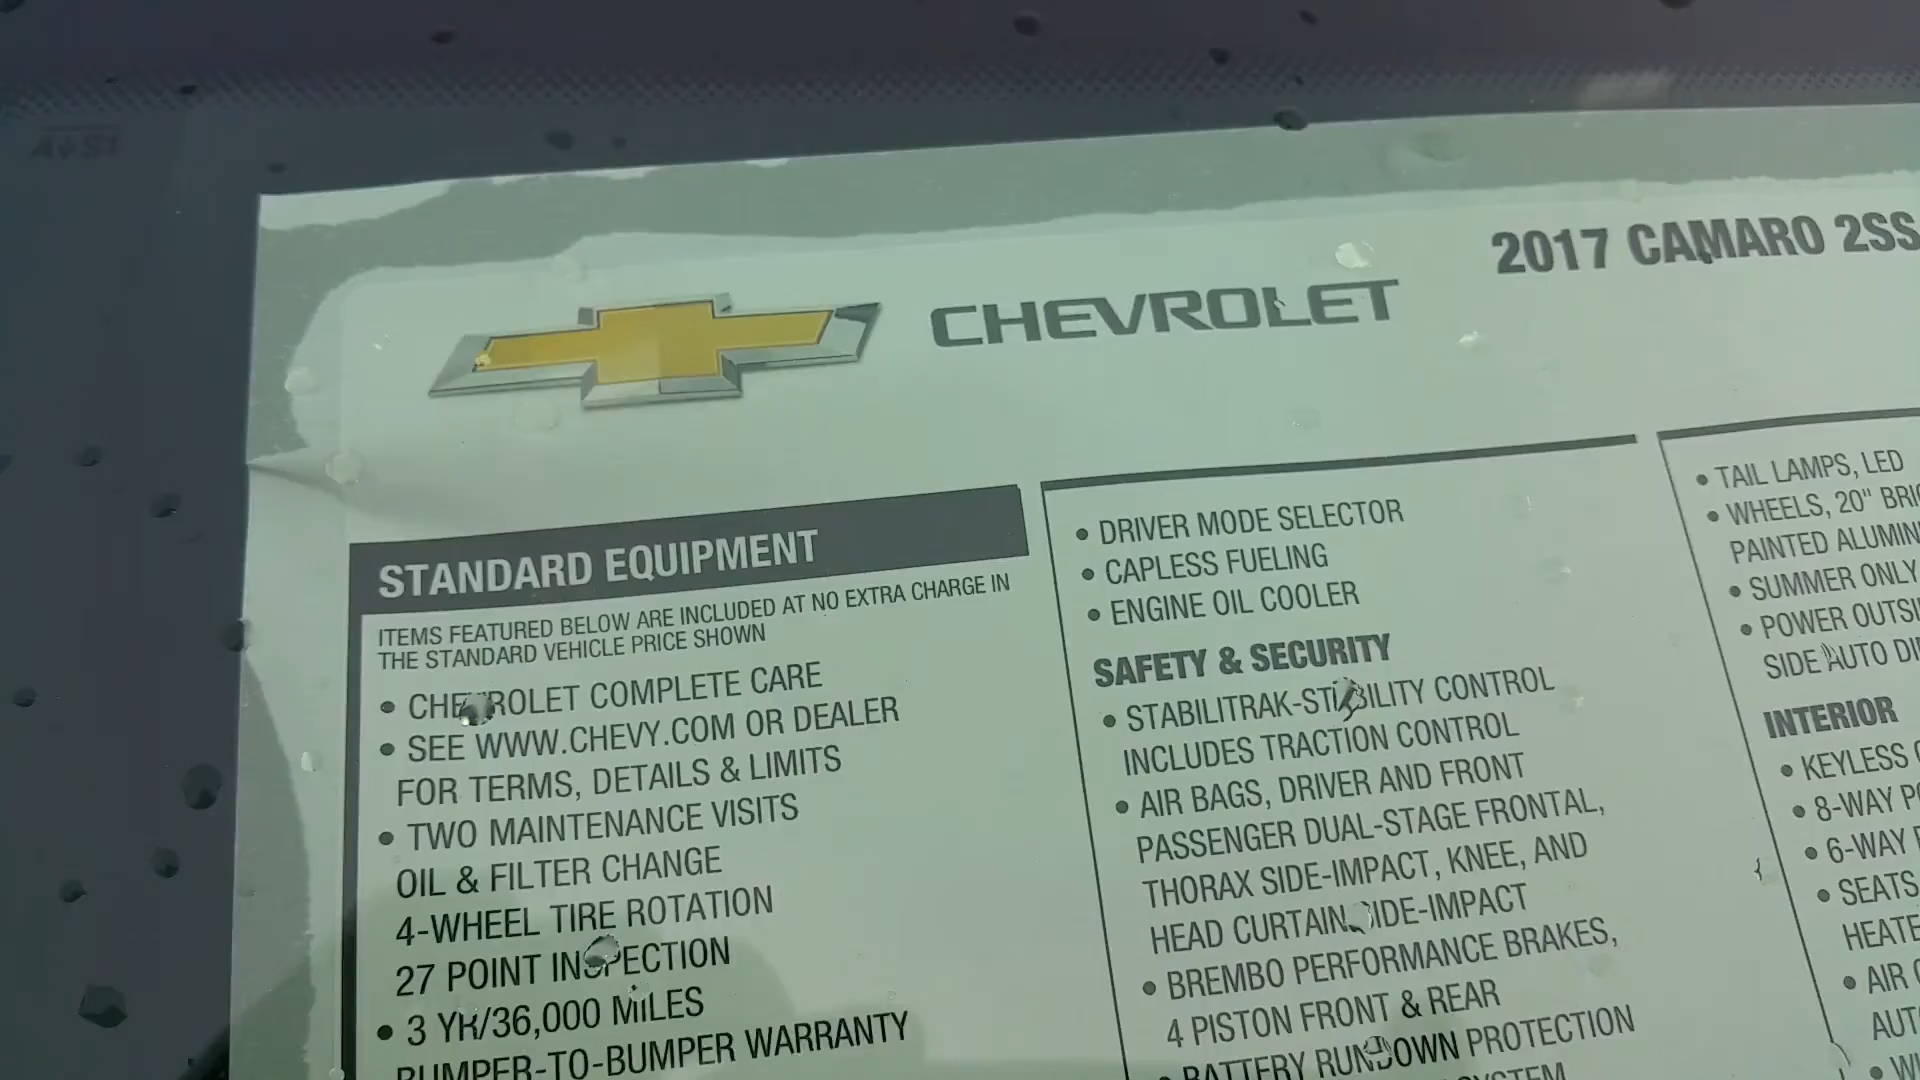 2017 CAMARO 2SS
CHEVROLET
STANDARD EQUIPMENT
ITEMS FEATURED BELOW ARE INCLUDED AT NO EXTRA CHARGE IN
THE STANDARD VEHICLE PRICE SHOWN
• CHEVROLET COMPLETE CARE
• SEE WWW.CHEVY.COM OR DEALER
FOR TERMS, DETAILS & LIMITS
• TWO MAINTENANCE VISITS
OIL & FILTER CHANGE
4-WHEEL TIRE ROTATION
27 POINT INSPECTION
• 3 YR/36,000 MILES
BUMPER-TO-BUMPER WARRANTY
• DRIVER MODE SELECTOR
• CAPLESS FUELING
• ENGINE OIL COOLER
SAFETY & SECURITY
• STABILITRAK-STABILITY CONTROL
INCLUDES TRACTION CONTROL
• AIR BAGS, DRIVER AND FRONT
PASSENGER DUAL-STAGE FRONTAL,
THORAX SIDE-IMPACT, KNEE, AND
HEAD CURTAIN SIDE-IMPACT
• BREMBO PERFORMANCE BRAKES,
4 PISTON FRONT & REAR
• BATTERY RUNDOWN PROTECTION
SYSTEM
• TAIL LAMPS, LED
• WHEELS, 20"
PAINTED
• SUMMER ONLY
• POWER
SIDE AUTO
INTERIOR
• KEYLESS
• 8-WAY
• 6-WAY
• SEATS,
• AIR